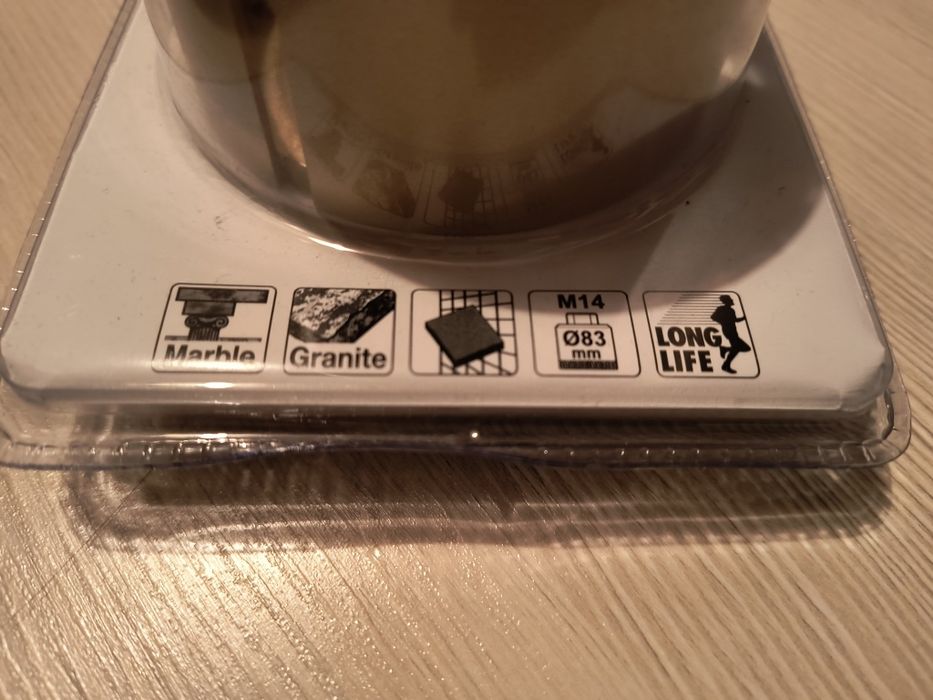 Marble
Granite
M14
Ø83
mm
LONG
LIFE